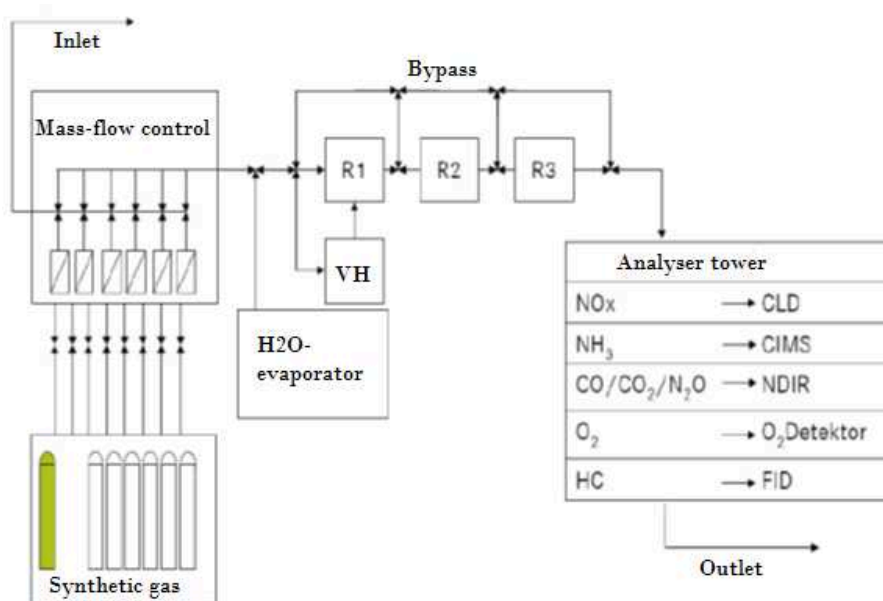 Inlet
Bypass
Mass-flow control
R1
R2
R3
VH
H2O-
evaporator
Analyser tower
NOx CLD
NH₃ CIMS
CO/CO₂/N₂O NDIR
O₂ O₂Detektor
HC FID
Synthetic gas
Outlet